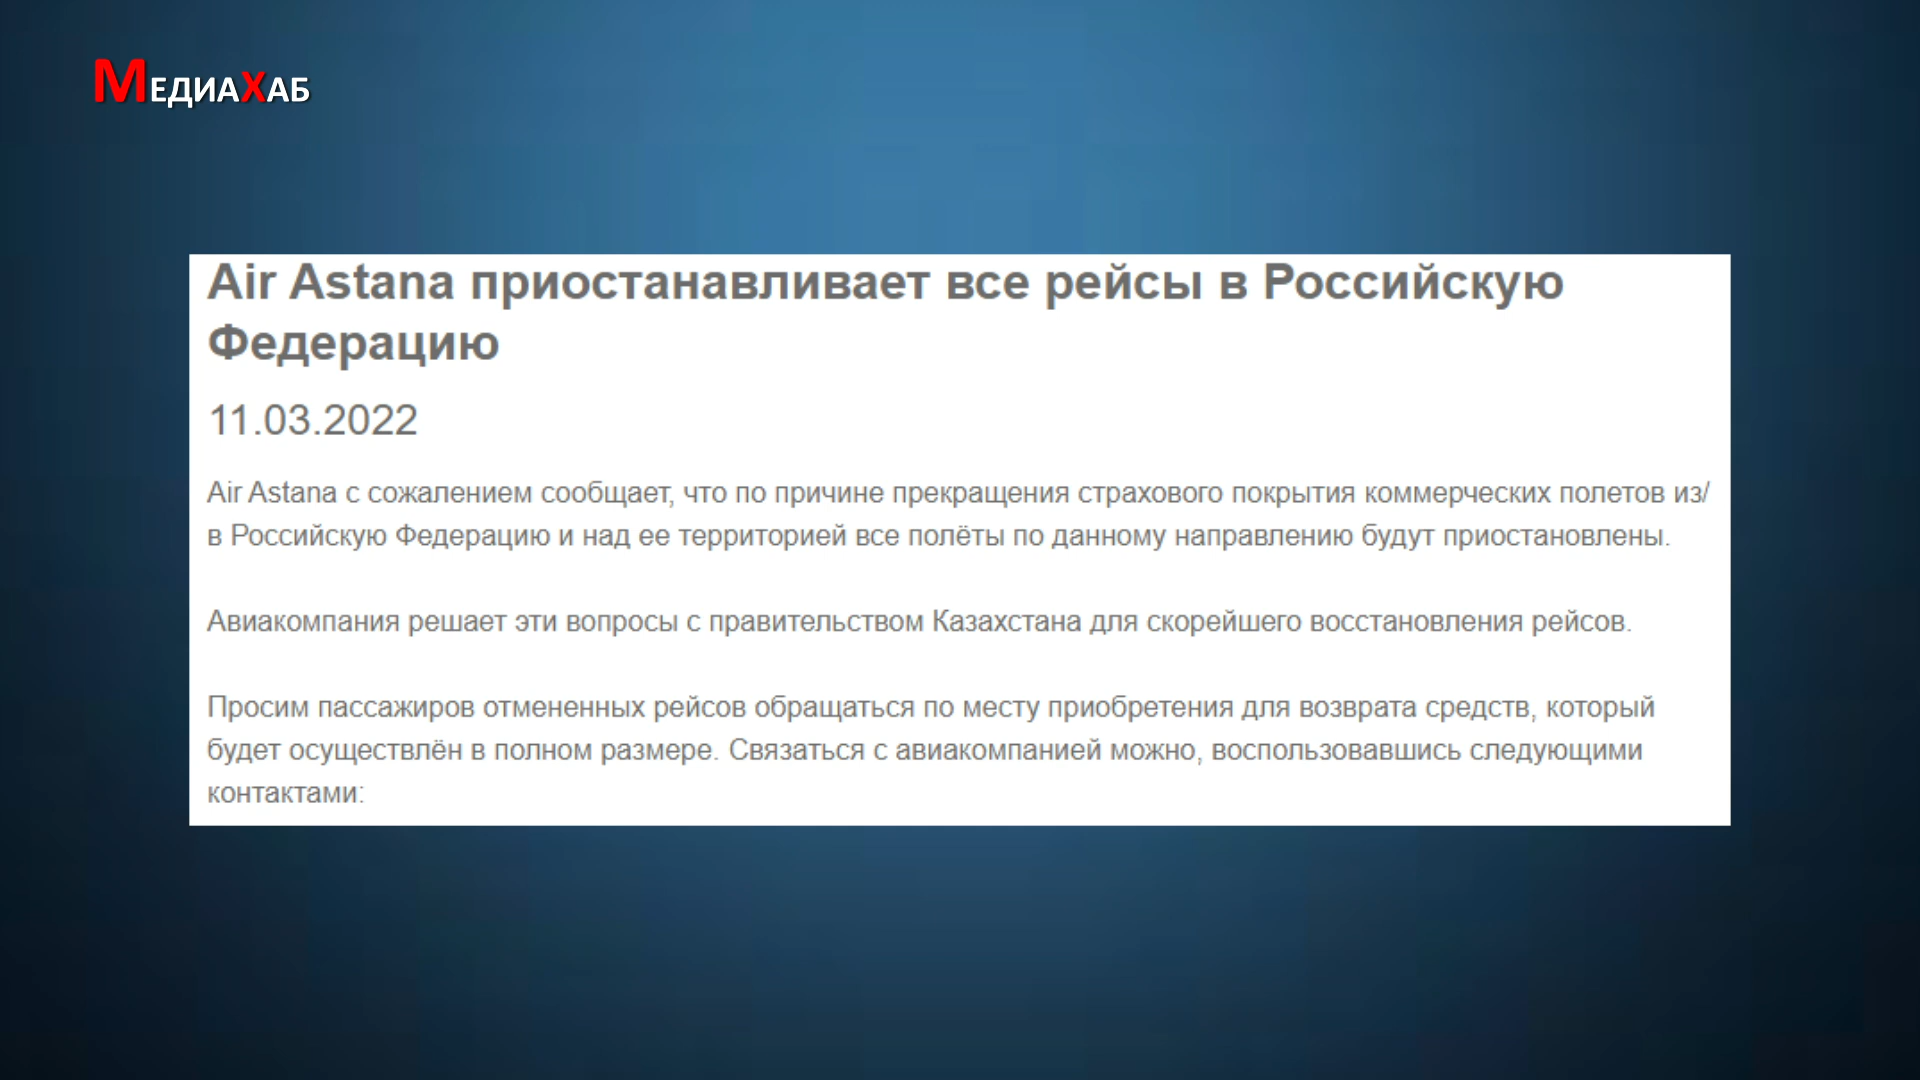 МЕДИАХАБ
Air Astana приостанавливает все рейсы в Российскую
Федерацию
11.03.2022
Air Astana с сожалением сообщает, что по причине прекращения страхового покрытия коммерческих полетов из/
в Российскую Федерацию и над ее территорией все полёты по данному направлению будут приостановлены.
Авиакомпания решает эти вопросы с правительством Казахстана для скорейшего восстановления рейсов.
Просим пассажиров отмененных рейсов обращаться по месту приобретения для возврата средств, который
будет осуществлён в полном размере. Связаться с авиакомпанией можно, воспользовавшись следующими
контактами: